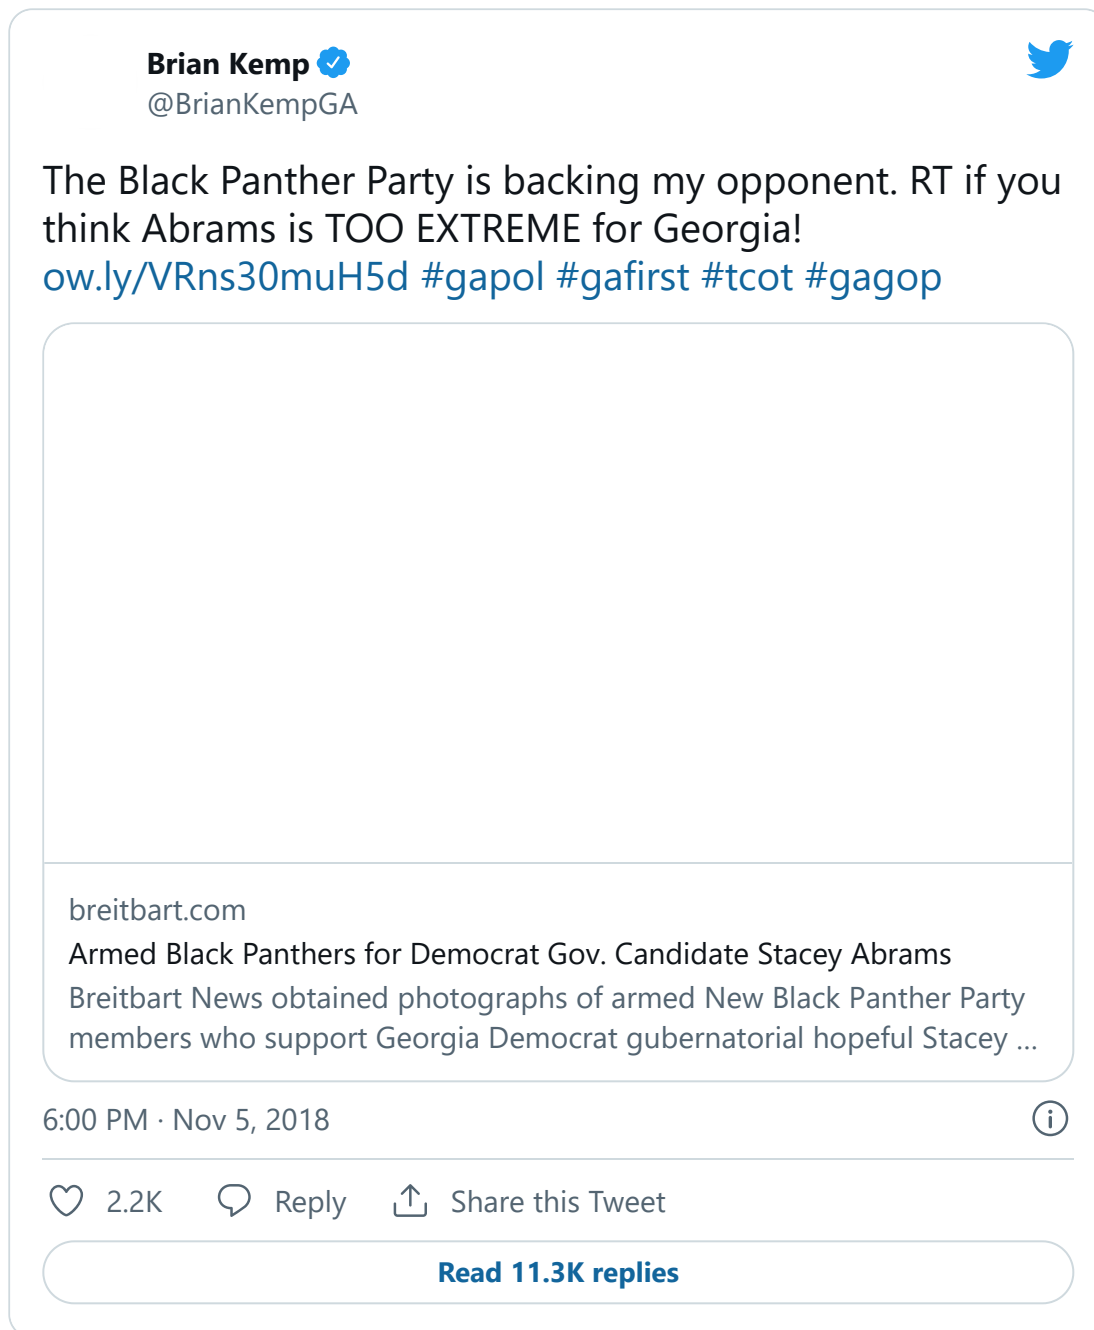 Brian Kemp
@BrianKempGA
The Black Panther Party is backing my opponent. RT if you
think Abrams is TOO EXTREME for Georgia!
ow.ly/VRns30muH5d #gapol #gafirst #tcot #gagop
breitbart.com
Armed Black Panthers for Democrat Gov. Candidate Stacey Abrams
Breitbart News obtained photographs of armed New Black Panther Party
members who support Georgia Democrat gubernatorial hopeful Stacey ...
6:00 PM · Nov 5, 2018
2.2K Reply Share this Tweet
Read 11.3K replies